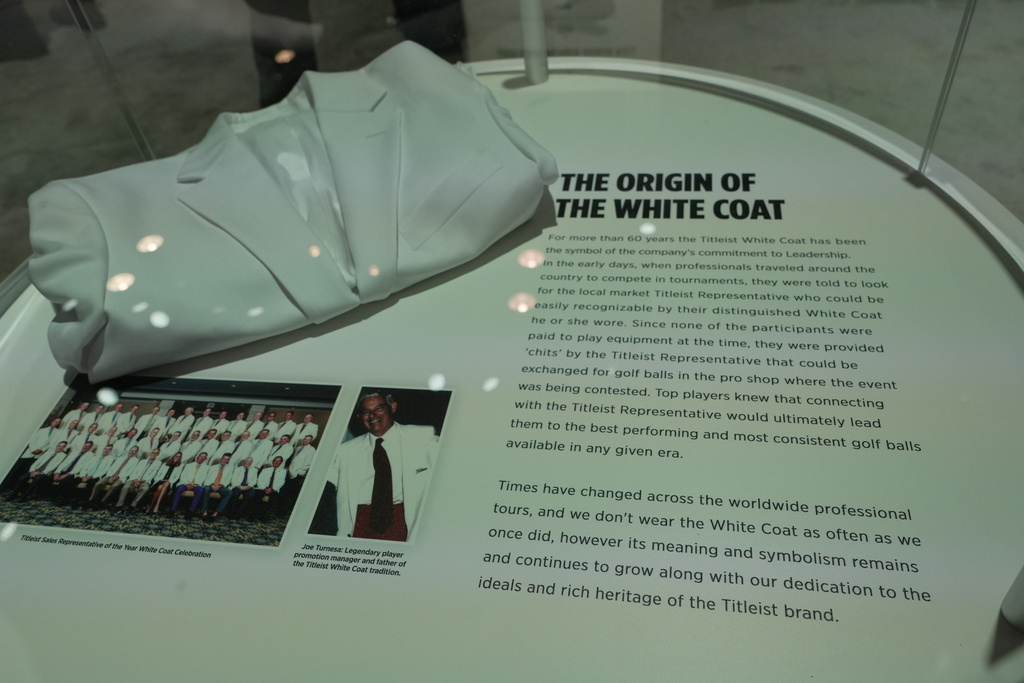 THE ORIGIN OF
THE WHITE COAT
For more than 60 years the Titleist White Coat has been
the symbol of the company's commitment to Leadership.
In the early days, when professionals traveled around the
country to compete in tournaments, they were told to look
for the local market Titleist Representative who could be
easily recognizable by their distinguished White Coat
he or she wore. Since none of the participants were
paid to play equipment at the time, they were provided
'chits' by the Titleist Representative that could be
exchanged for golf balls in the pro shop where the event
was being contested. Top players knew that connecting
with the Titleist Representative would ultimately lead
them to the best performing and most consistent golf balls
available in any given era.
Times have changed across the worldwide professional
tours, and we don't wear the White Coat as often as we
once did, however its meaning and symbolism remains
and continues to grow along with our dedication to the
ideals and rich heritage of the Titleist brand.
Titleist Sales Representative of the Year White Coat Celebration
Joe Turnesa: Legendary player
promotion manager and father of
the Titleist White Coat tradition.